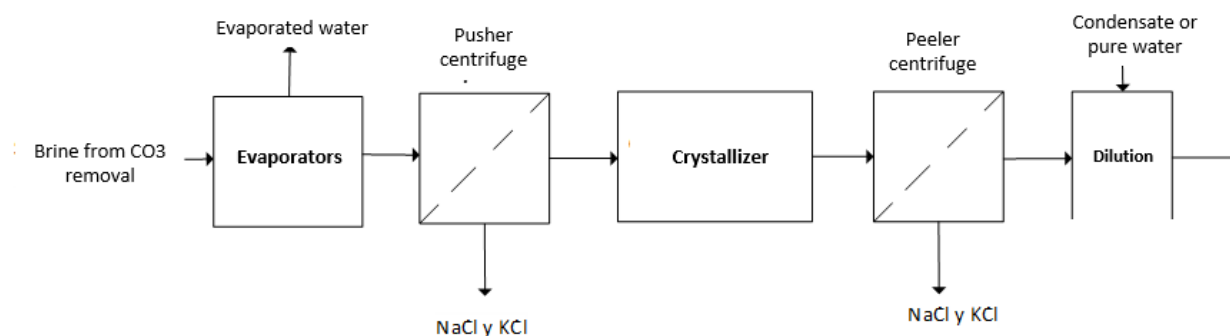 Evaporated water
Pusher
centrifuge
Peeler
centrifuge
Condensate or
pure water
Brine from CO3
removal
Evaporators
Crystallizer
Dilution
NaCl y KCl
NaCl y KCl